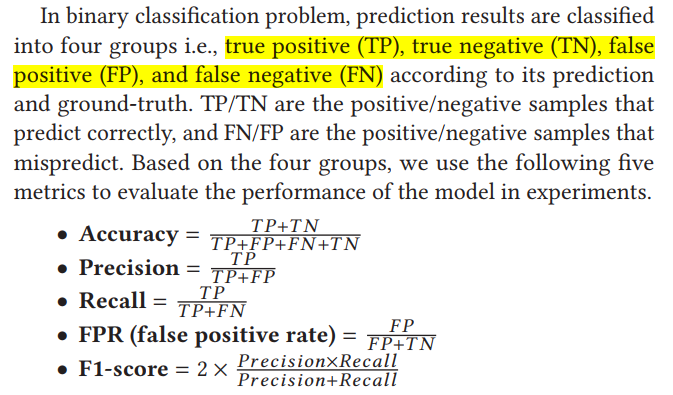 In binary classification problem, prediction results are classified
into four groups i.e., true positive (TP), true negative (TN), false
positive (FP), and false negative (FN) according to its prediction
and ground-truth. TP/TN are the positive/negative samples that
predict correctly, and FN/FP are the positive/negative samples that
mispredict. Based on the four groups, we use the following five
metrics to evaluate the performance of the model in experiments.
• Accuracy = \frac{TP+TN}{TP+FP+FN+TN}
• Precision = \frac{TP}{TP+FP}
• Recall = \frac{TP}{TP+FN}
• FPR (false positive rate) = \frac{FP}{FP+TN}
• F1-score = 2 × \frac{Precision×Recall}{Precision+Recall}